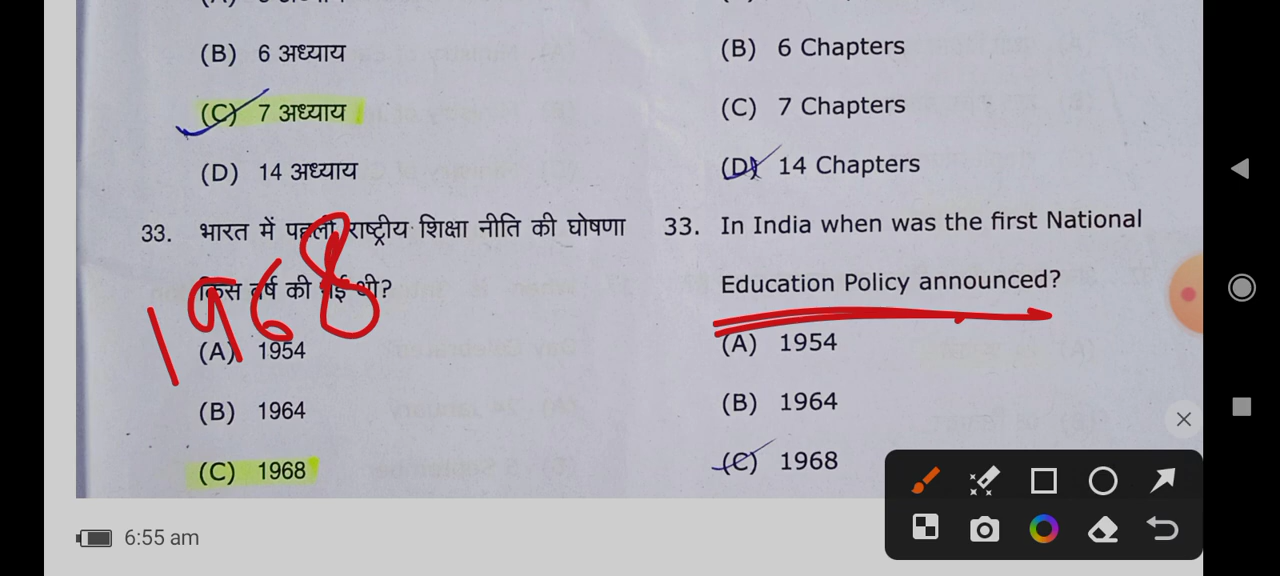 (B) 6 अध्याय
(C) 7 अध्याय
(D) 14 अध्याय
33. भारत में पहली राष्ट्रीय शिक्षा नीति की घोषणा
किस वर्ष की गई थी?
1968
(A) 1954
(B) 1964
(C) 1968
(B) 6 Chapters
(C) 7 Chapters
(D) 14 Chapters
33. In India when was the first National
Education Policy announced?
(A) 1954
(B) 1964
(C) 1968
6:55 am